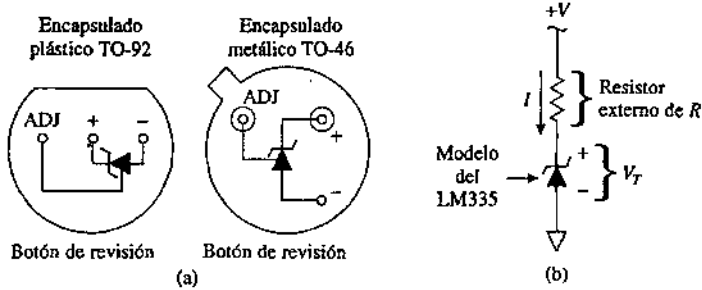 Encapsulado
plástico TO-92
Encapsulado
metálico TO-46
ADJ
+
–
ADJ
+
–
Botón de revisión
Botón de revisión
(a)
+V
I
Resistor
externo de R
Modelo
del
LM335
+
–
V_T
(b)